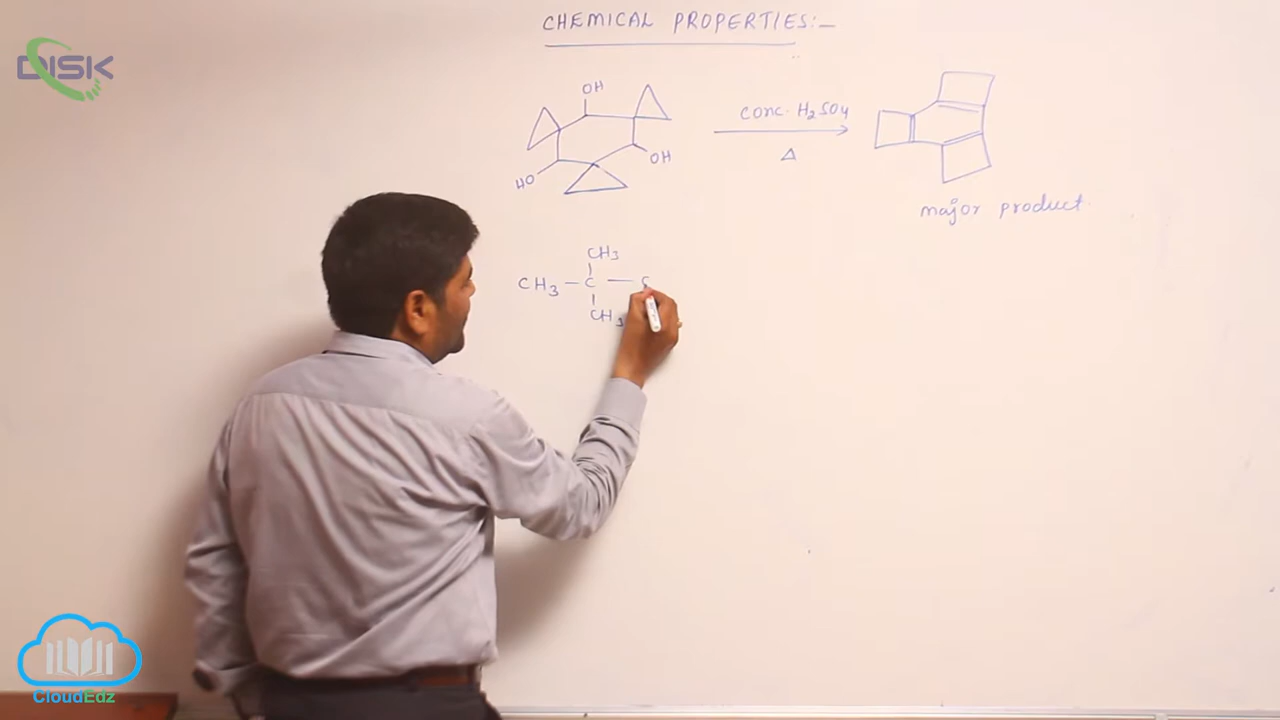 CHEMICAL PROPERTIES:-
DISK
OH
conc. H2SO4
Δ
OH
HO
major product
CH3
CH3 - C - C
CH3
CloudEdz